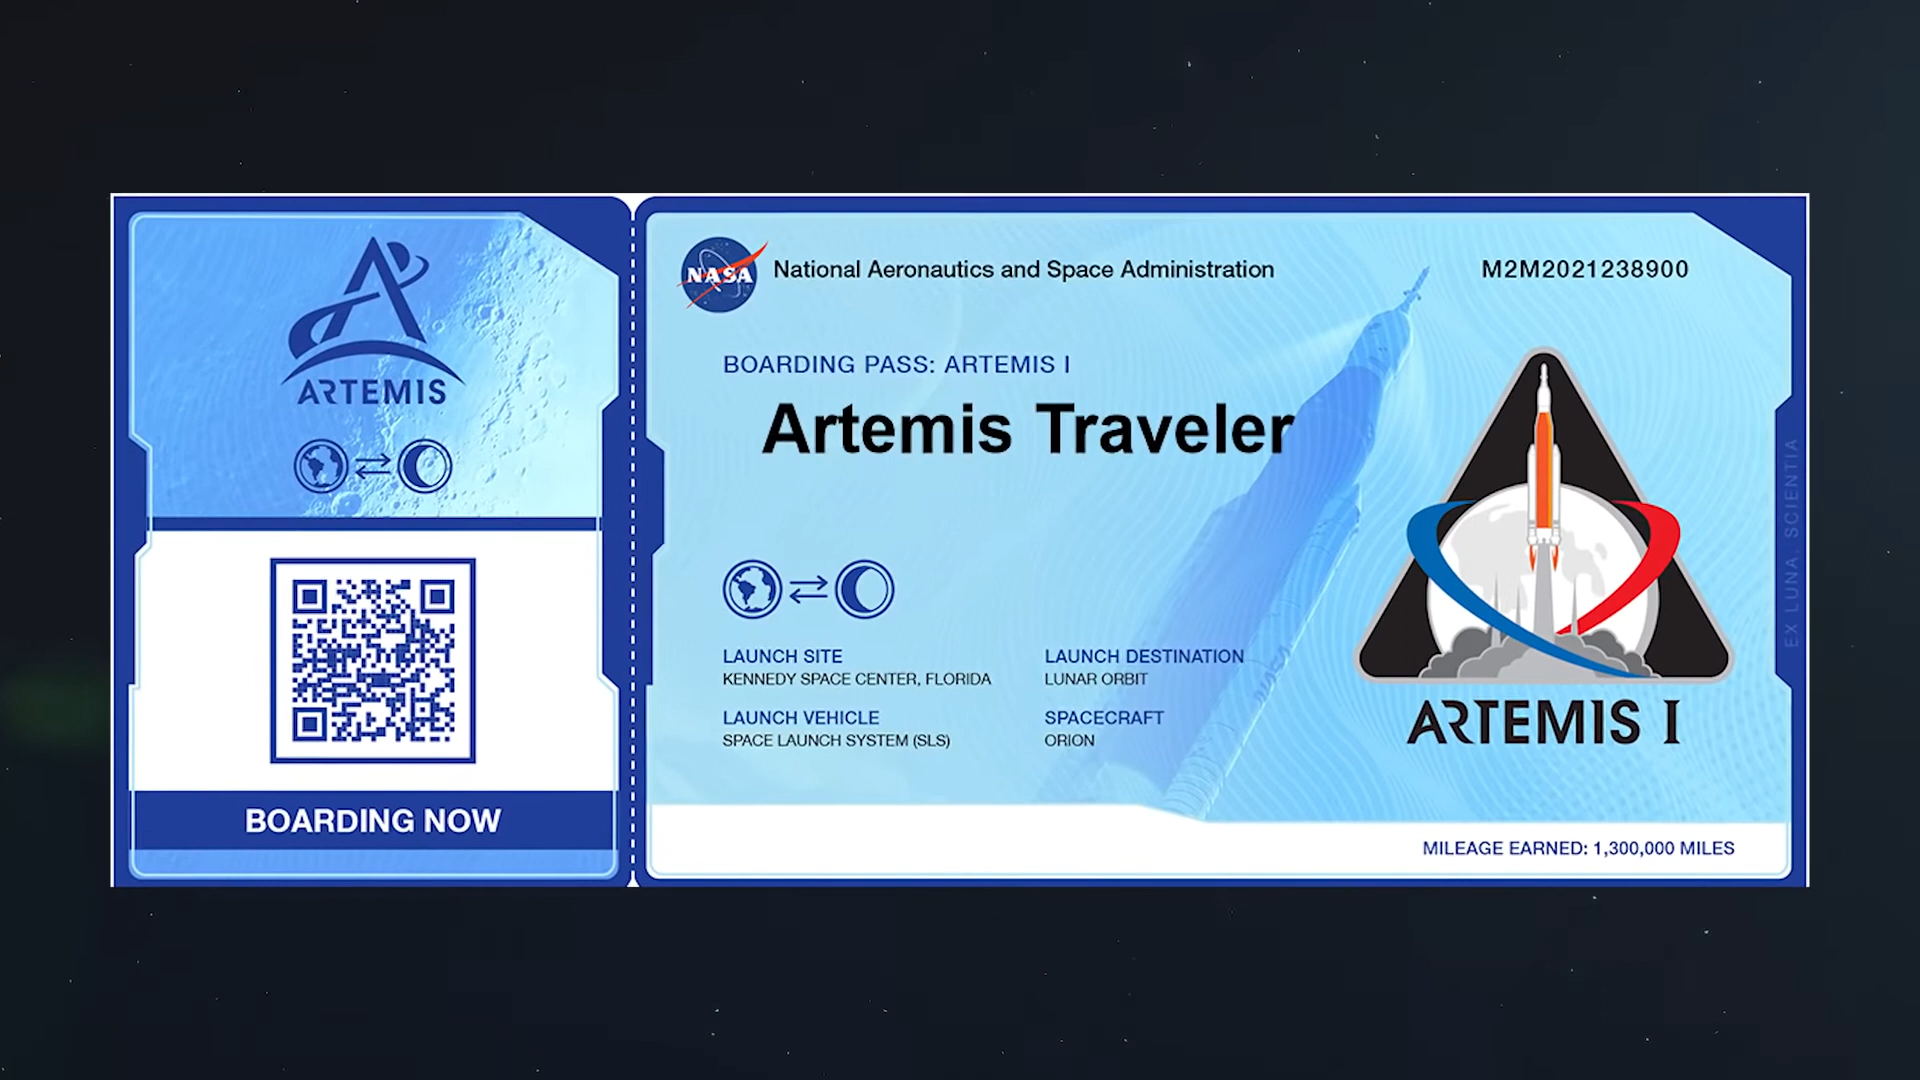 ARTEMIS
BOARDING NOW
NASA
National Aeronautics and Space Administration
M2M2021238900
BOARDING PASS: ARTEMIS I
Artemis Traveler
LAUNCH SITE
KENNEDY SPACE CENTER, FLORIDA
LAUNCH DESTINATION
LUNAR ORBIT
LAUNCH VEHICLE
SPACE LAUNCH SYSTEM (SLS)
SPACECRAFT
ORION
NASA
ARTEMIS I
EX LUNA, SCIENTIA
MILEAGE EARNED: 1,300,000 MILES